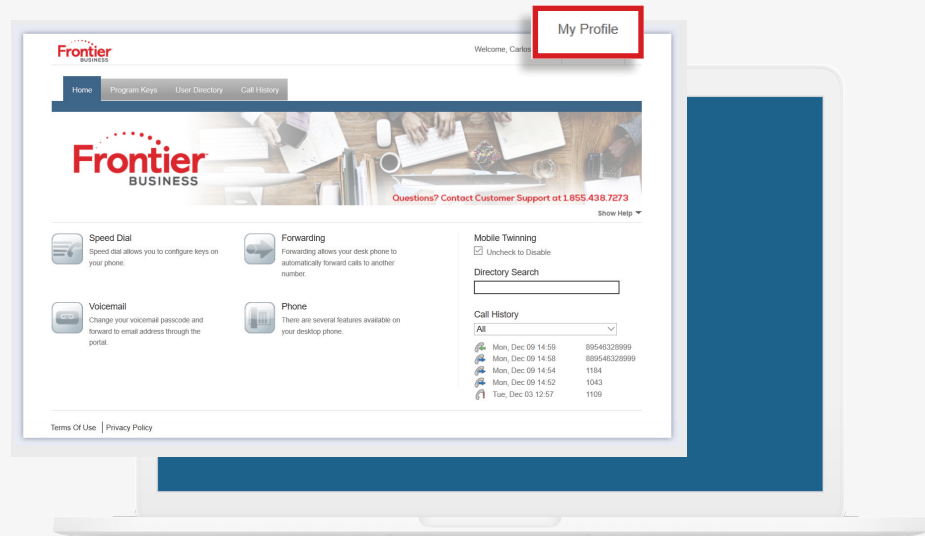 My Profile
Frontier
BUSINESS
Welcome, Carlos
Home Program Keys User Directory Call History
Frontier
BUSINESS
Questions? Contact Customer Support at 1.855.438.7273
Show Help
Speed Dial
Speed dial allows you to configure keys on
your phone.
Forwarding
Forwarding allows your desk phone to
automatically forward calls to another
number.
Voicemail
Change your voicemail passcode and
forward to email address through the
portal.
Phone
There are several features available on
your desktop phone.
Mobile Twinning
Uncheck to Disable
Directory Search
Call History
All
Mon, Dec 09 14:59 89546328999
Mon, Dec 09 14:58 889546328999
Mon, Dec 09 14:54 1184
Mon, Dec 09 14:52 1043
Tue, Dec 03 12:57 1109
Terms Of Use | Privacy Policy